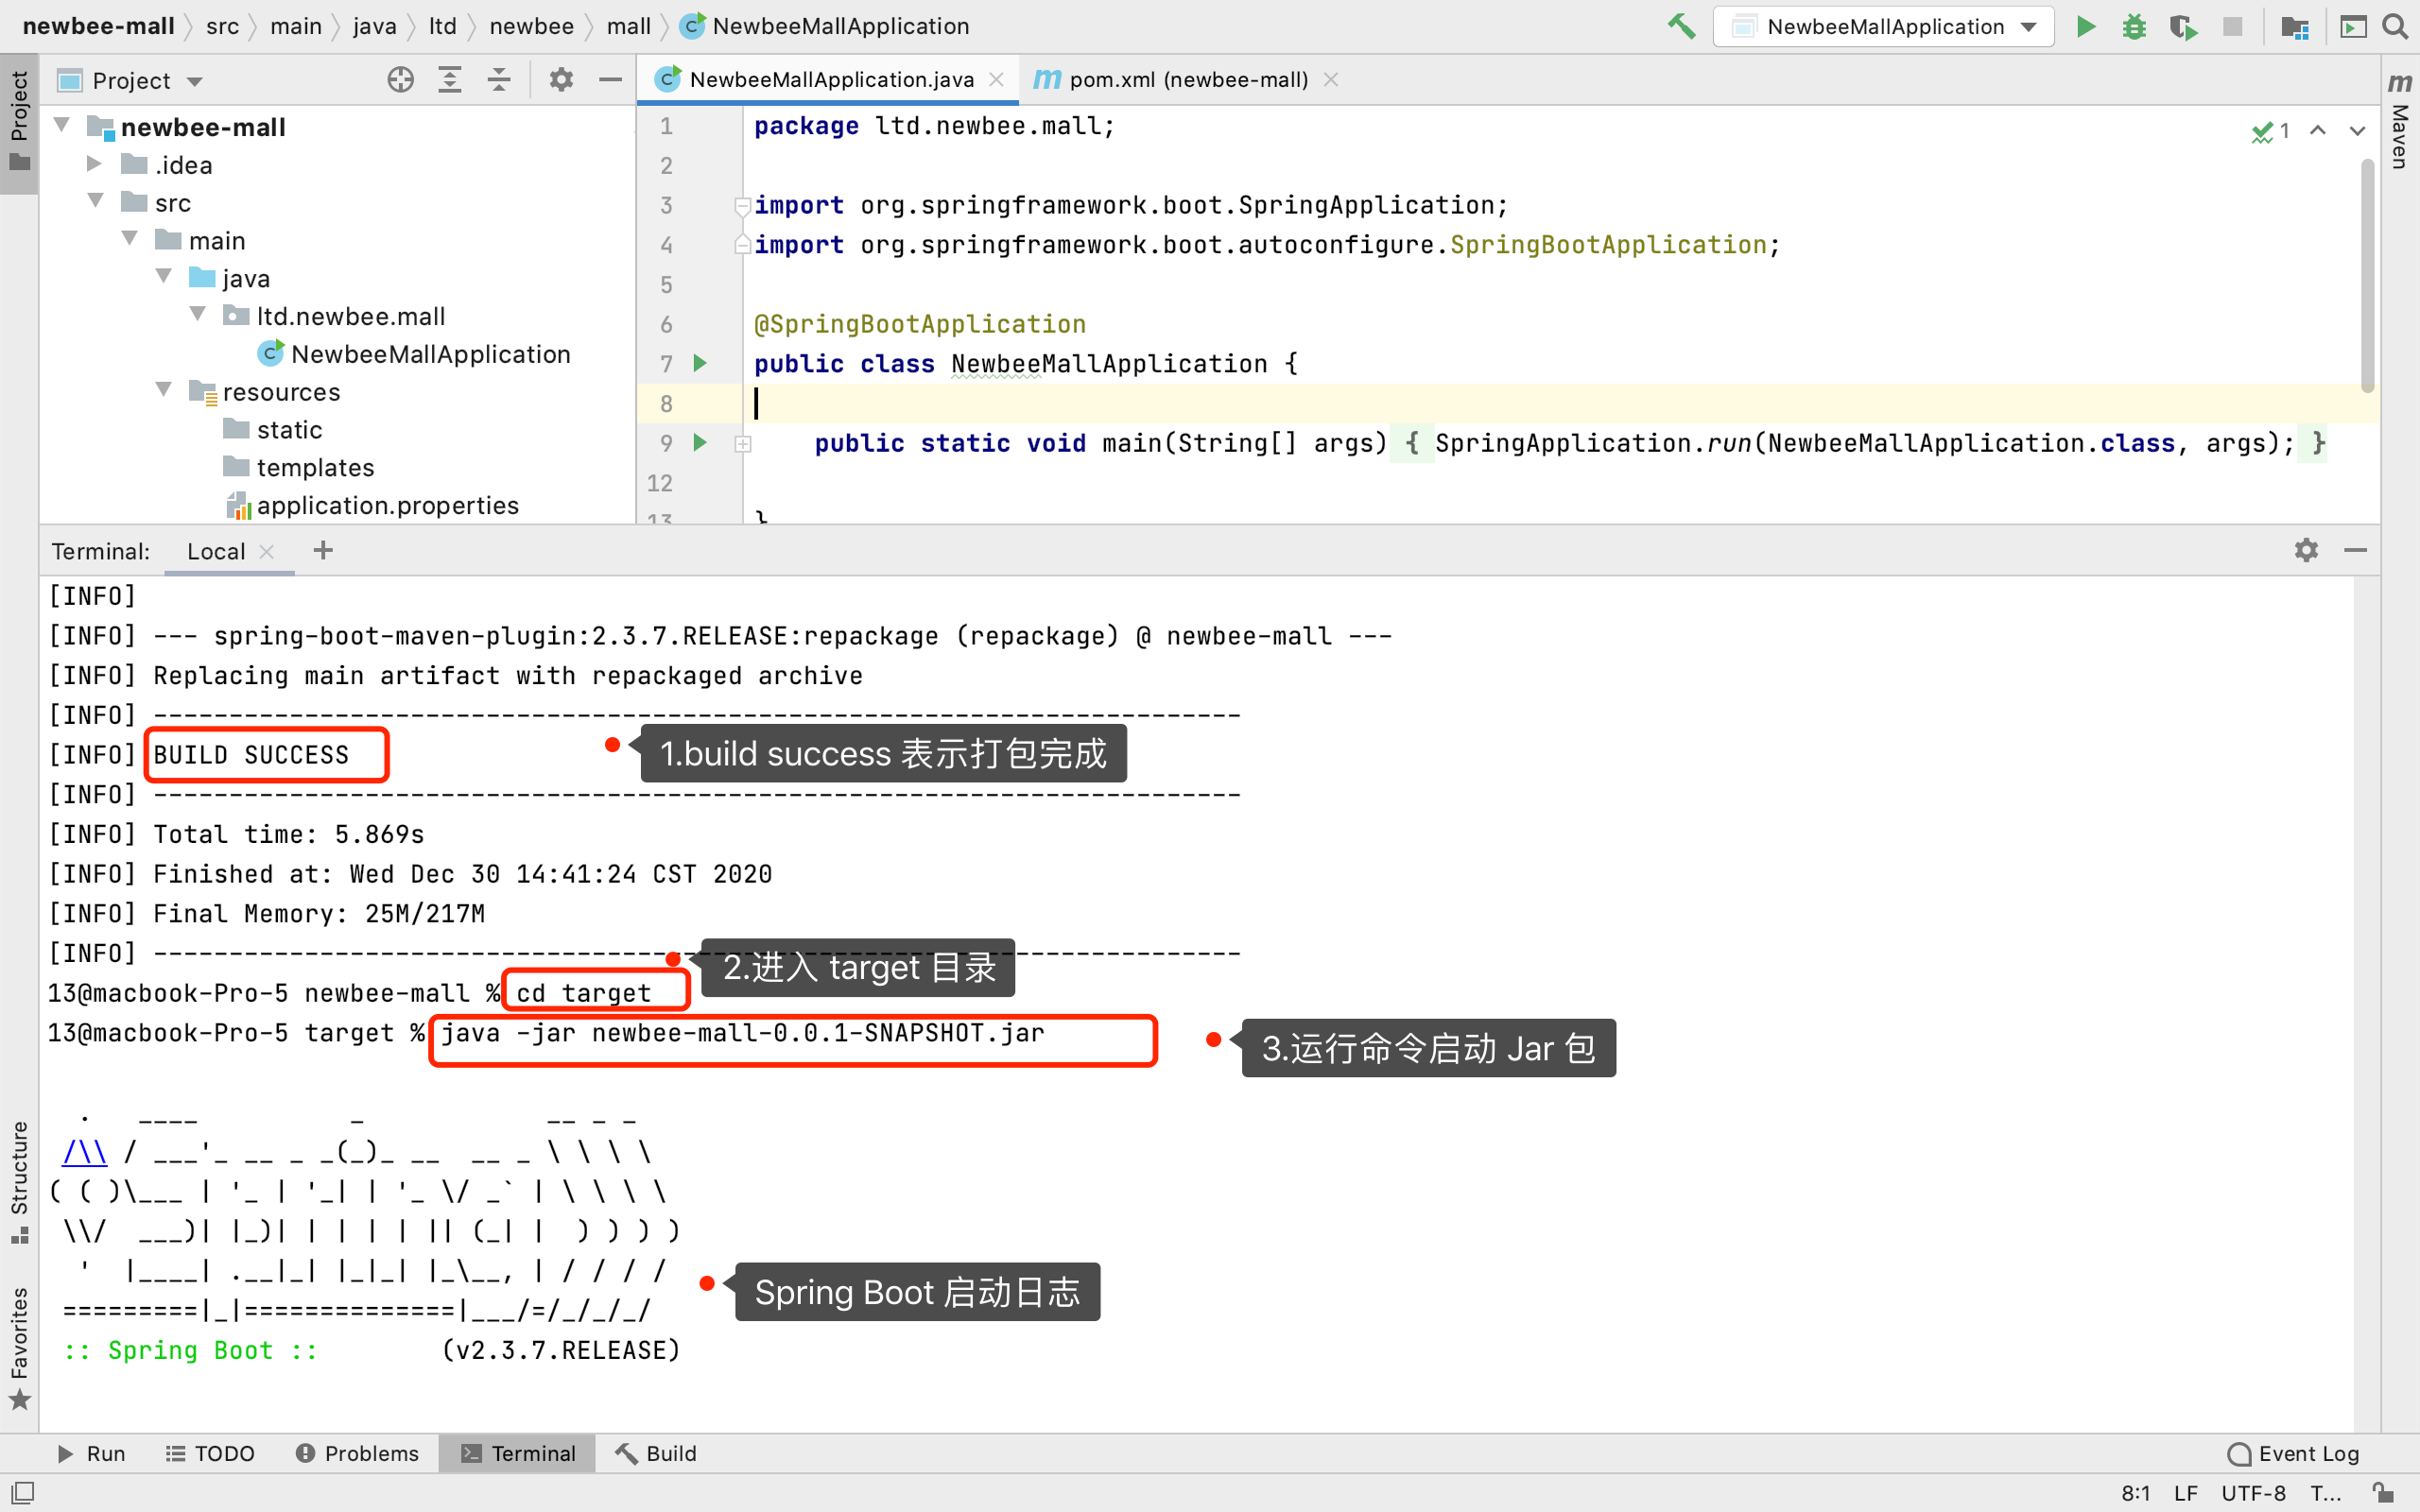 newbee-mall src main java ltd newbee mall NewbeeMallApplication
NewbeeMallApplication
Project
Project
NewbeeMallApplication.java
pom.xml (newbee-mall)
Maven
newbee-mall
.idea
src
main
java
ltd.newbee.mall
NewbeeMallApplication
resources
static
templates
application.properties
1 package ltd.newbee.mall;
1
2
3 import org.springframework.boot.SpringApplication;
4 import org.springframework.boot.autoconfigure.SpringBootApplication;
5
6 @SpringBootApplication
7 public class NewbeeMallApplication {
8
9 public static void main(String[] args) { SpringApplication.run(NewbeeMallApplication.class, args); }
12
13 }
Terminal: Local
[INFO]
[INFO] --- spring-boot-maven-plugin:2.3.7.RELEASE:repackage (repackage) @ newbee-mall ---
[INFO] Replacing main artifact with repackaged archive
[INFO] ------------------------------------------------------------------------
[INFO] BUILD SUCCESS
1.build success 表示打包完成
[INFO] ------------------------------------------------------------------------
[INFO] Total time: 5.869s
[INFO] Finished at: Wed Dec 30 14:41:24 CST 2020
[INFO] Final Memory: 25M/217M
[INFO] ------------------------------------------------------------------------
2.进入 target 目录
13@macbook-Pro-5 newbee-mall % cd target
13@macbook-Pro-5 target % java -jar newbee-mall-0.0.1-SNAPSHOT.jar
3.运行命令启动 Jar 包
  .   ____          _            __ _ _
 /\\ / ___'_ __ _ _(_)_ __  __ _ \ \ \ \
( ( )\___ | '_ | '_| | '_ \/ _` | \ \ \ \
 \\/  ___)| |_)| | | | | || (_| |  ) ) ) )
  '  |____| .__|_| |_|_| |_\__, | / / / /
 =========|_|==============|___/=/_/_/_/
Spring Boot 启动日志
:: Spring Boot :: (v2.3.7.RELEASE)
Structure
Favorites
Run TODO Problems Terminal Build Event Log
8:1 LF UTF-8 T...